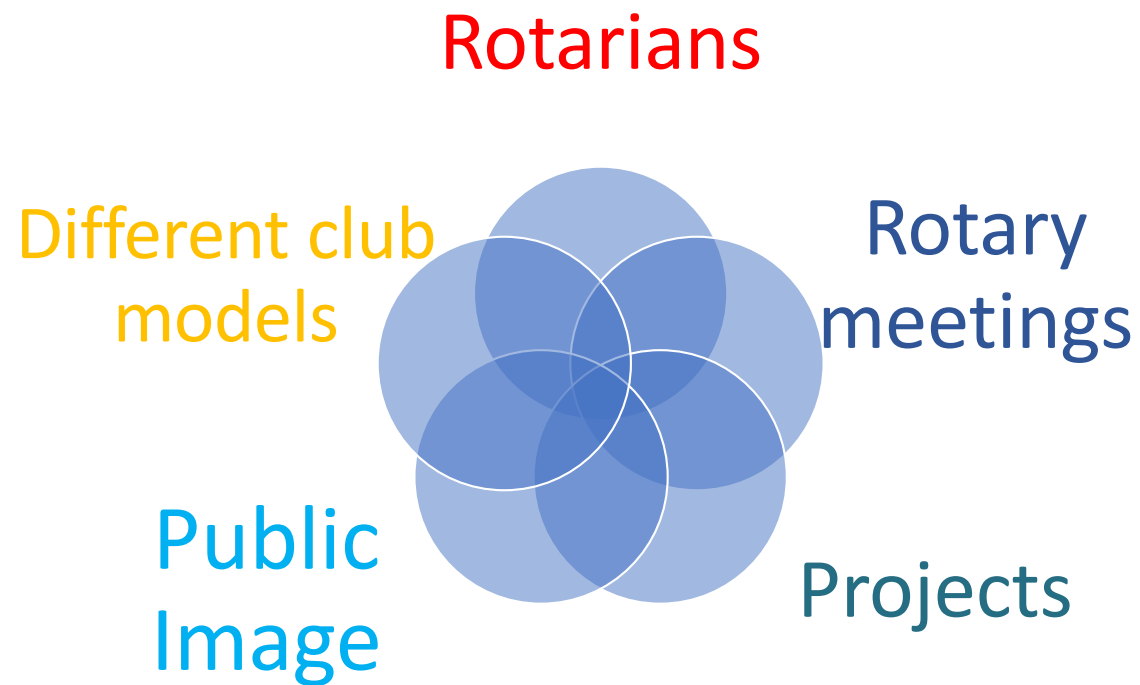 Rotarians
Different club
models
Rotary
meetings
Public
Image
Projects